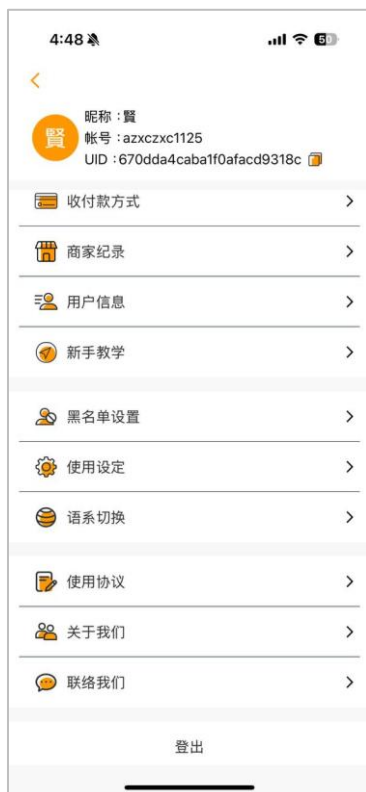 4:48
50
賢
昵称：賢
帐号：azxczxc1125
UID：670dda4caba1f0afacd9318c
收付款方式
商家纪录
用户信息
新手教学
黑名单设置
使用设定
语系切换
使用协议
关于我们
联络我们
登出